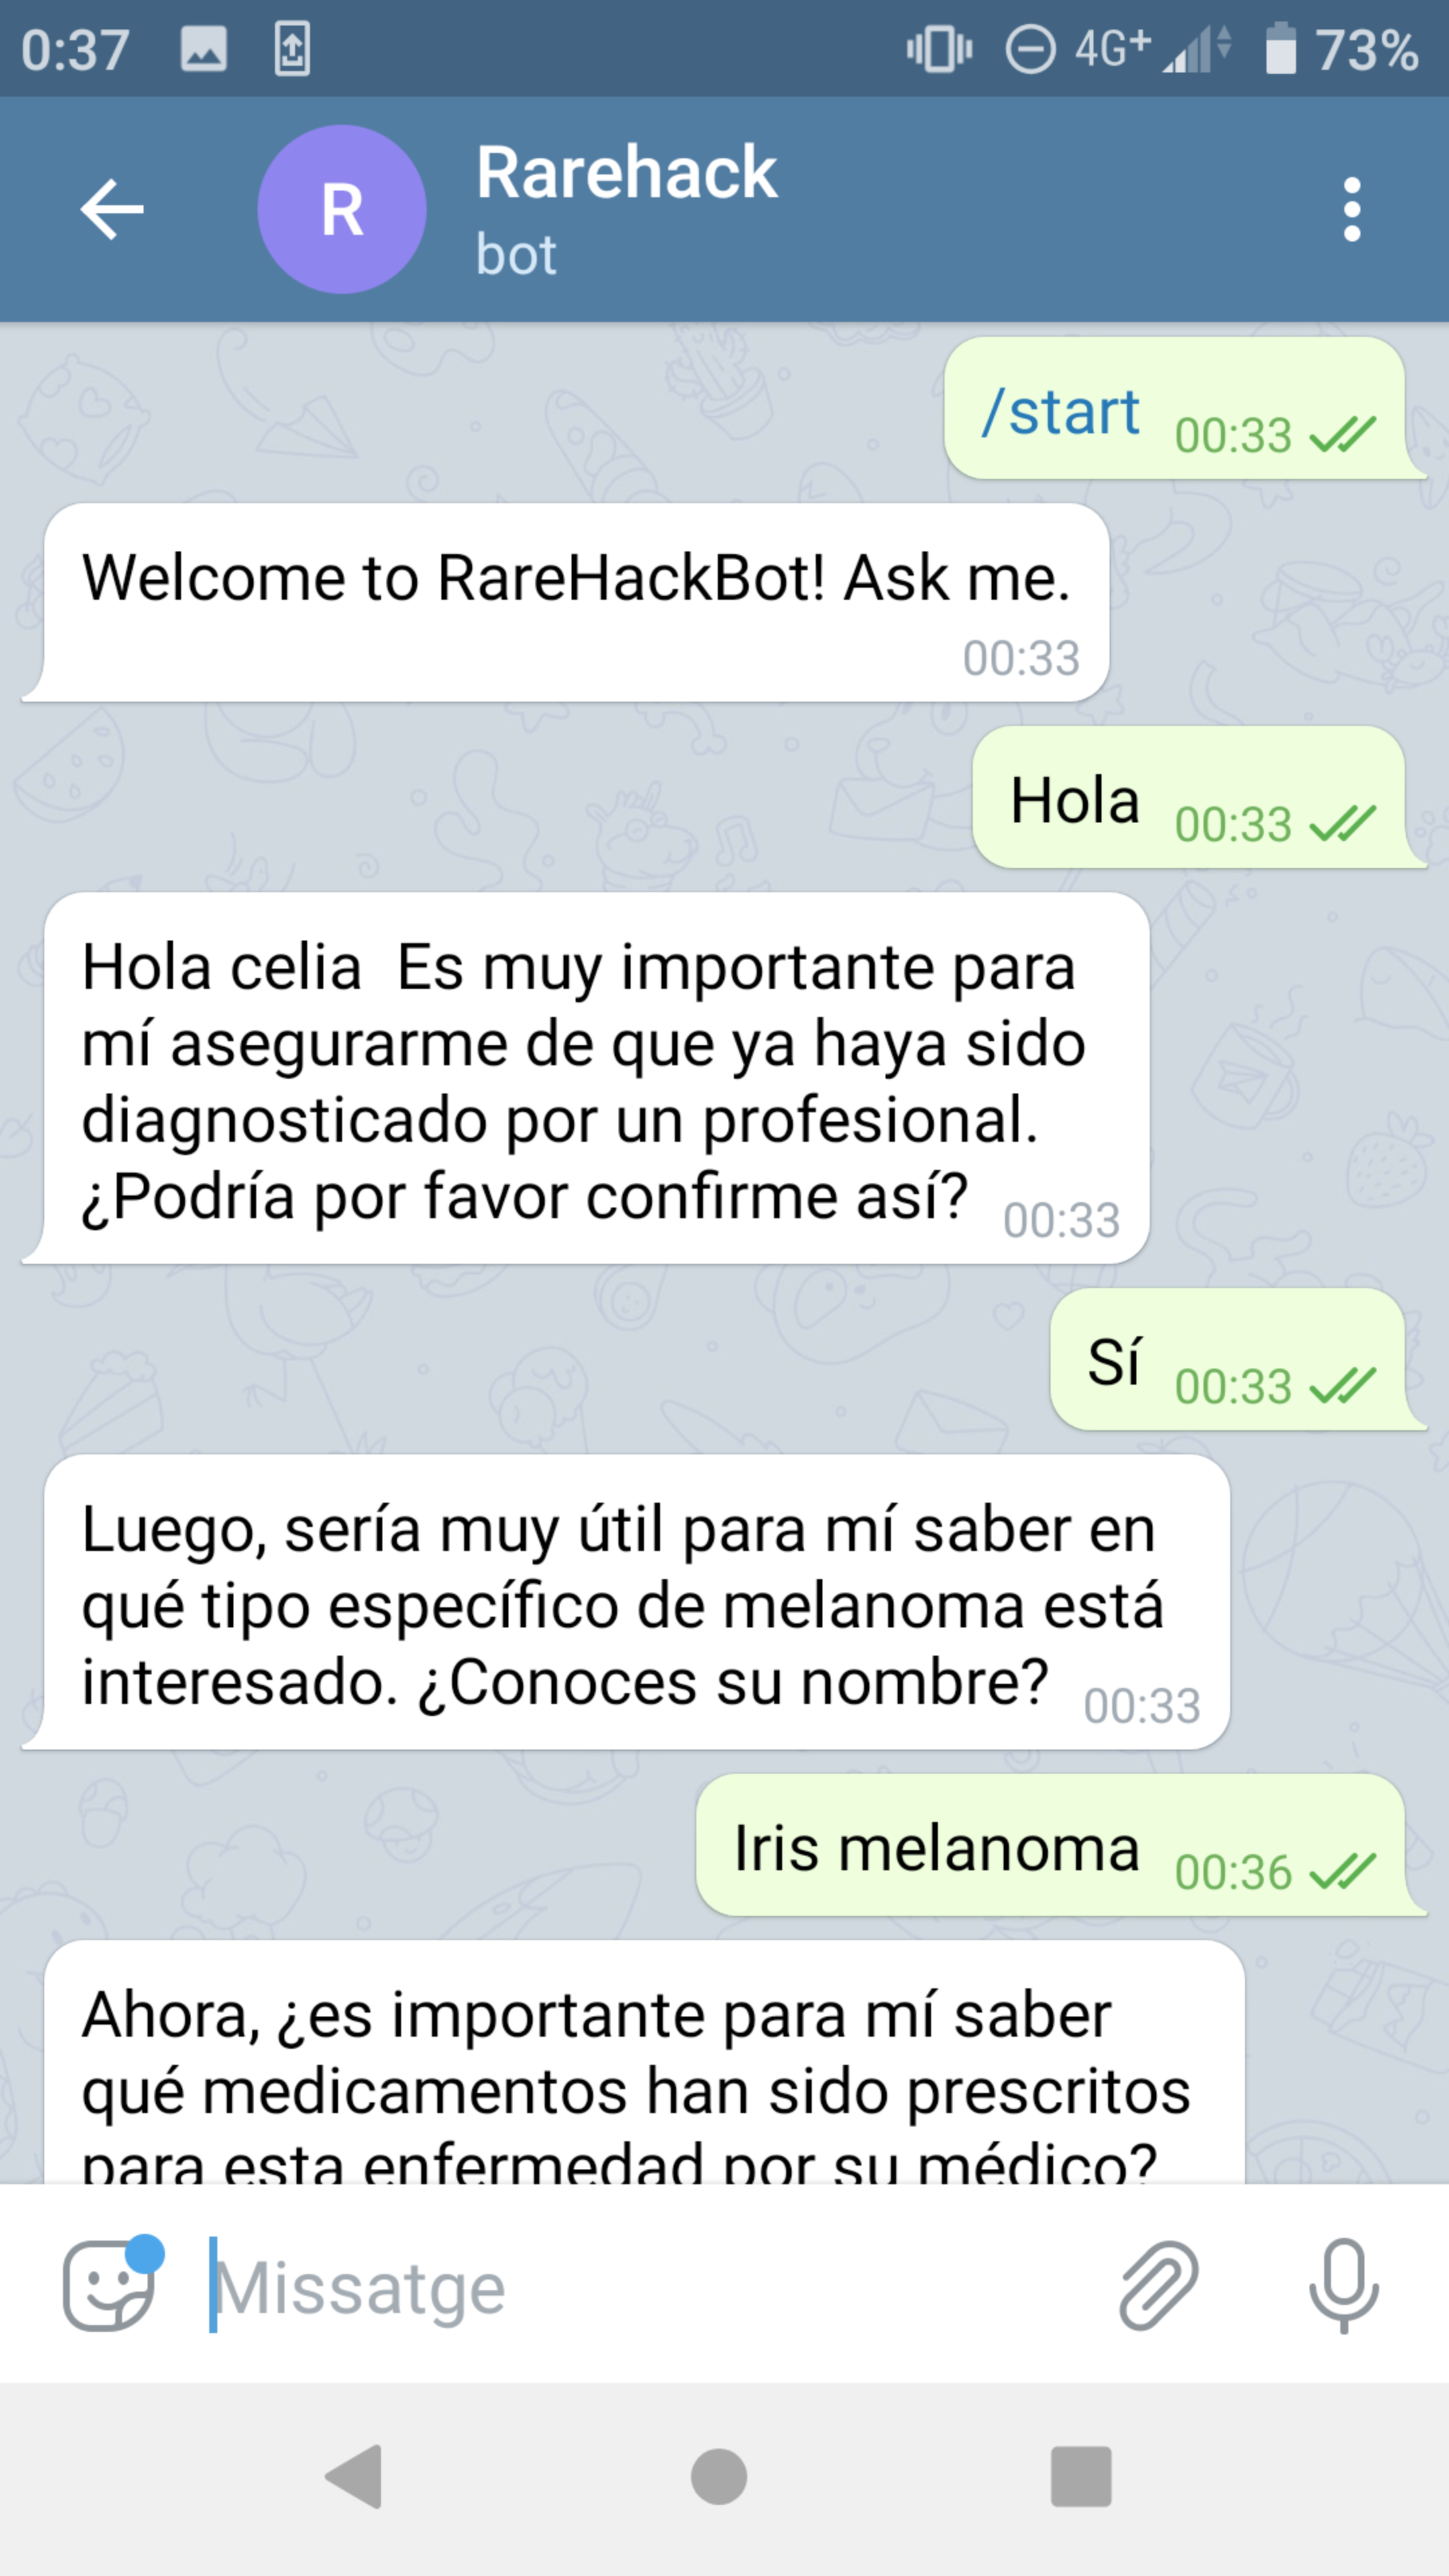 0:37 4G+ 73%
R
Rarehack
bot
/start 00:33
Welcome to RareHackBot! Ask me.
00:33
Hola 00:33
Hola celia  Es muy importante para
mí asegurarme de que ya haya sido
diagnosticado por un profesional.
¿Podría por favor confirme así? 00:33
Sí 00:33
Luego, sería muy útil para mí saber en
qué tipo específico de melanoma está
interesado. ¿Conoces su nombre? 00:33
Iris melanoma 00:36
Ahora, ¿es importante para mí saber
qué medicamentos han sido prescritos
para esta enfermedad por su médico?
Missatge